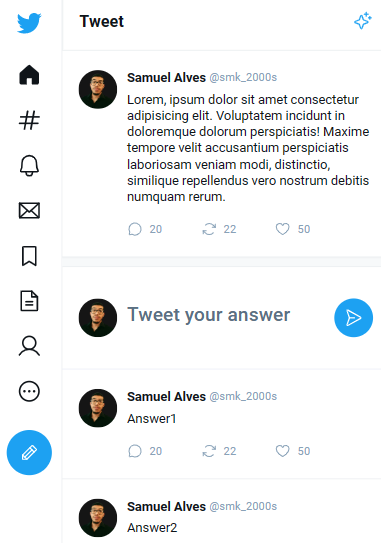 Tweet
Samuel Alves @smk_2000s
Lorem, ipsum dolor sit amet consectetur
adipisicing elit. Voluptatem incidunt in
doloremque dolorum perspiciatis! Maxime
tempore velit accusantium perspiciatis
laboriosam veniam modi, distinctio,
similique repellendus vero nostrum debitis
numquam rerum.
20 22 50
Tweet your answer
Samuel Alves @smk_2000s
Answer1
20 22 50
Samuel Alves @smk_2000s
Answer2